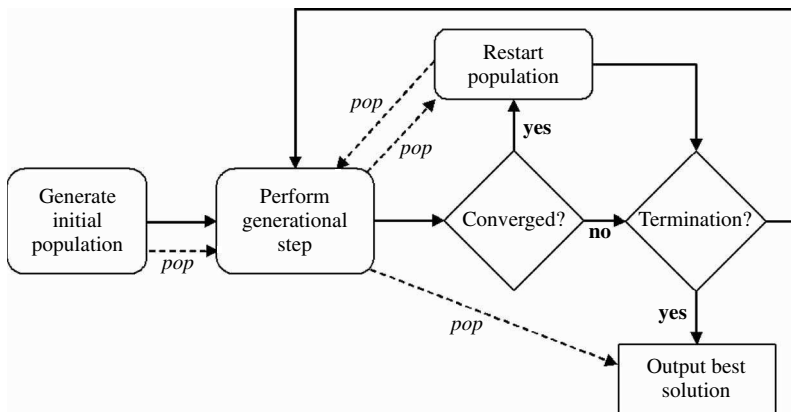 Restart
population
pop
pop
yes
Generate
initial
population
Perform
generational
step
Converged?
no
Termination?
pop
pop
yes
Output best
solution